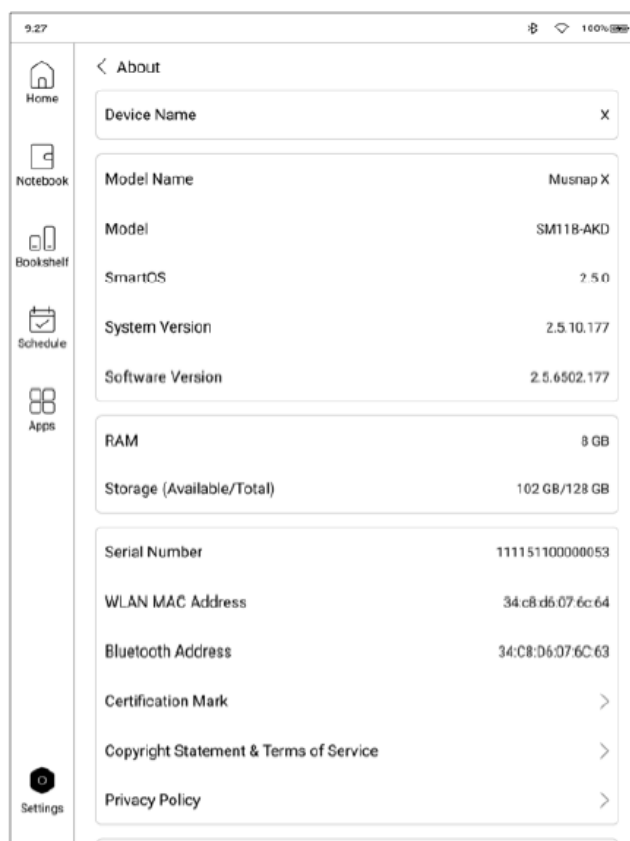 9:27 100%
< About
Home
Device Name X
Notebook
Model Name Musnap X
Model SM118-AKD
Bookshelf
SmartOS 2.5.0
System Version 2.5.10.177
Schedule
Software Version 2.5.6502.177
Apps
RAM 8 GB
Storage (Available/Total) 102 GB/128 GB
Serial Number 111151100000053
WLAN MAC Address 34:c8:d6:07:6c:64
Bluetooth Address 34:C8:D6:07:6C:63
Certification Mark >
Copyright Statement & Terms of Service >
Settings
Privacy Policy >